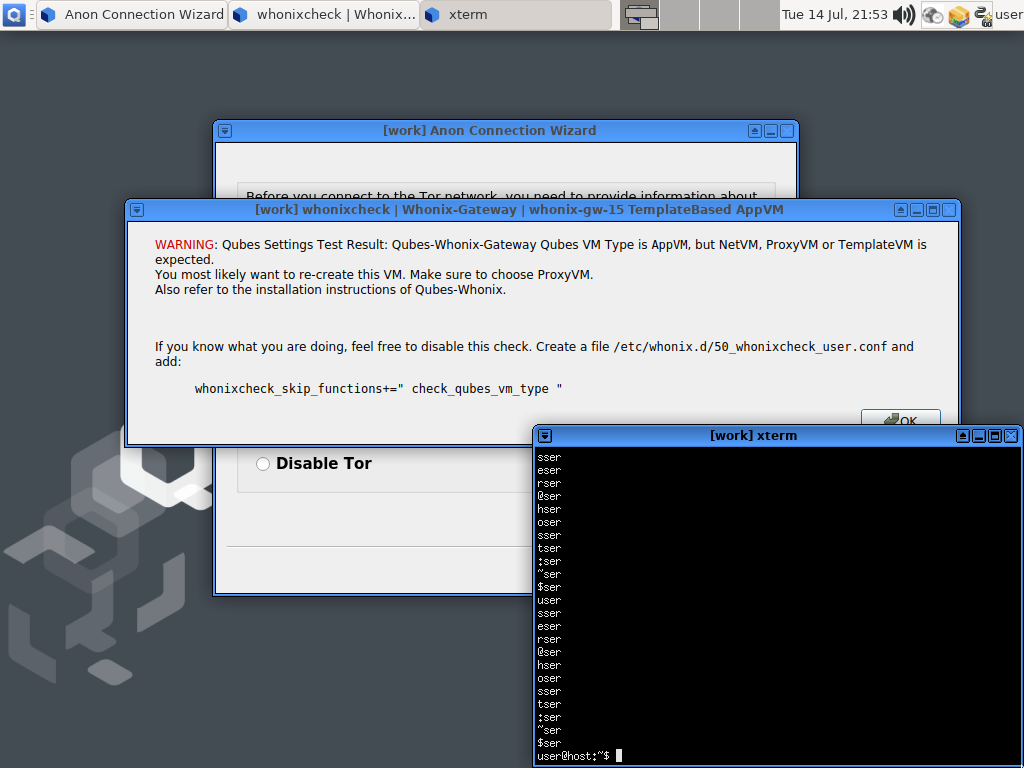 Anon Connection Wizard
whonixcheck | Whonix...
xterm
Tue 14 Jul, 21:53
user
[work] Anon Connection Wizard
Before you connect to the Tor network, you need to provide information about
[work] whonixcheck | Whonix-Gateway | whonix-gw-15 TemplateBased AppVM
WARNING: Qubes Settings Test Result: Qubes-Whonix-Gateway Qubes VM Type is AppVM, but NetVM, ProxyVM or TemplateVM is
expected.
You most likely want to re-create this VM. Make sure to choose ProxyVM.
Also refer to the installation instructions of Qubes-Whonix.
If you know what you are doing, feel free to disable this check. Create a file /etc/whonix.d/50_whonixcheck_user.conf and
add:
whonixcheck_skip_functions+=" check_qubes_vm_type "
OK
Disable Tor
[work] xterm
sser
eser
rser
@ser
hser
oser
sser
tser
:ser
~ser
$ser
user
sser
eser
rser
@ser
hser
oser
sser
tser
:ser
~ser
$ser
user@host:~$